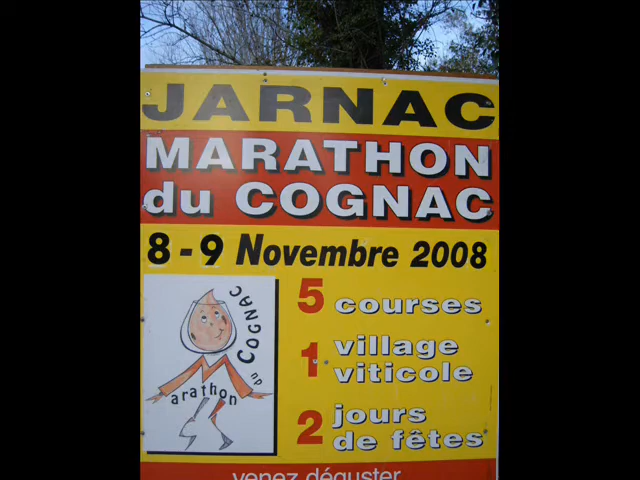 JARNAC
MARATHON
du COGNAC
8 - 9 Novembre 2008
5 courses
1 village
viticole
2 jours
de fêtes
Marathon
du COGNAC
venez déguster